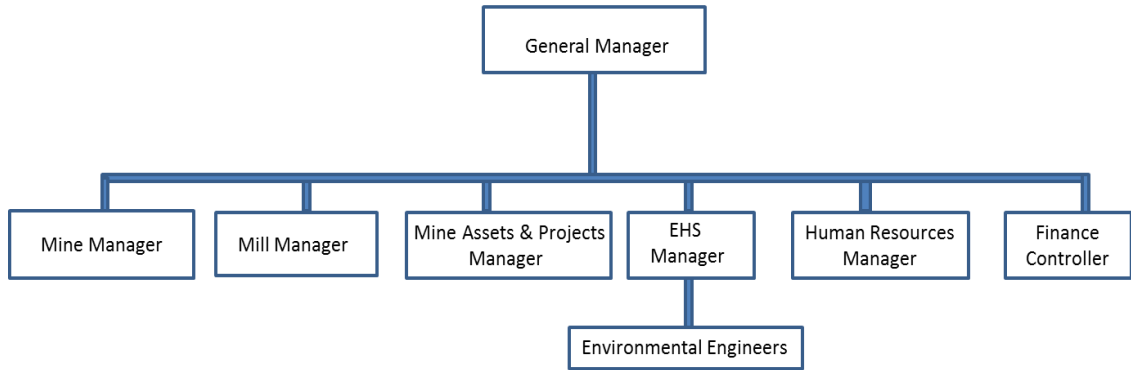 General Manager
Mine Manager
Mill Manager
Mine Assets & Projects
Manager
EHS
Manager
Human Resources
Manager
Finance
Controller
Environmental Engineers